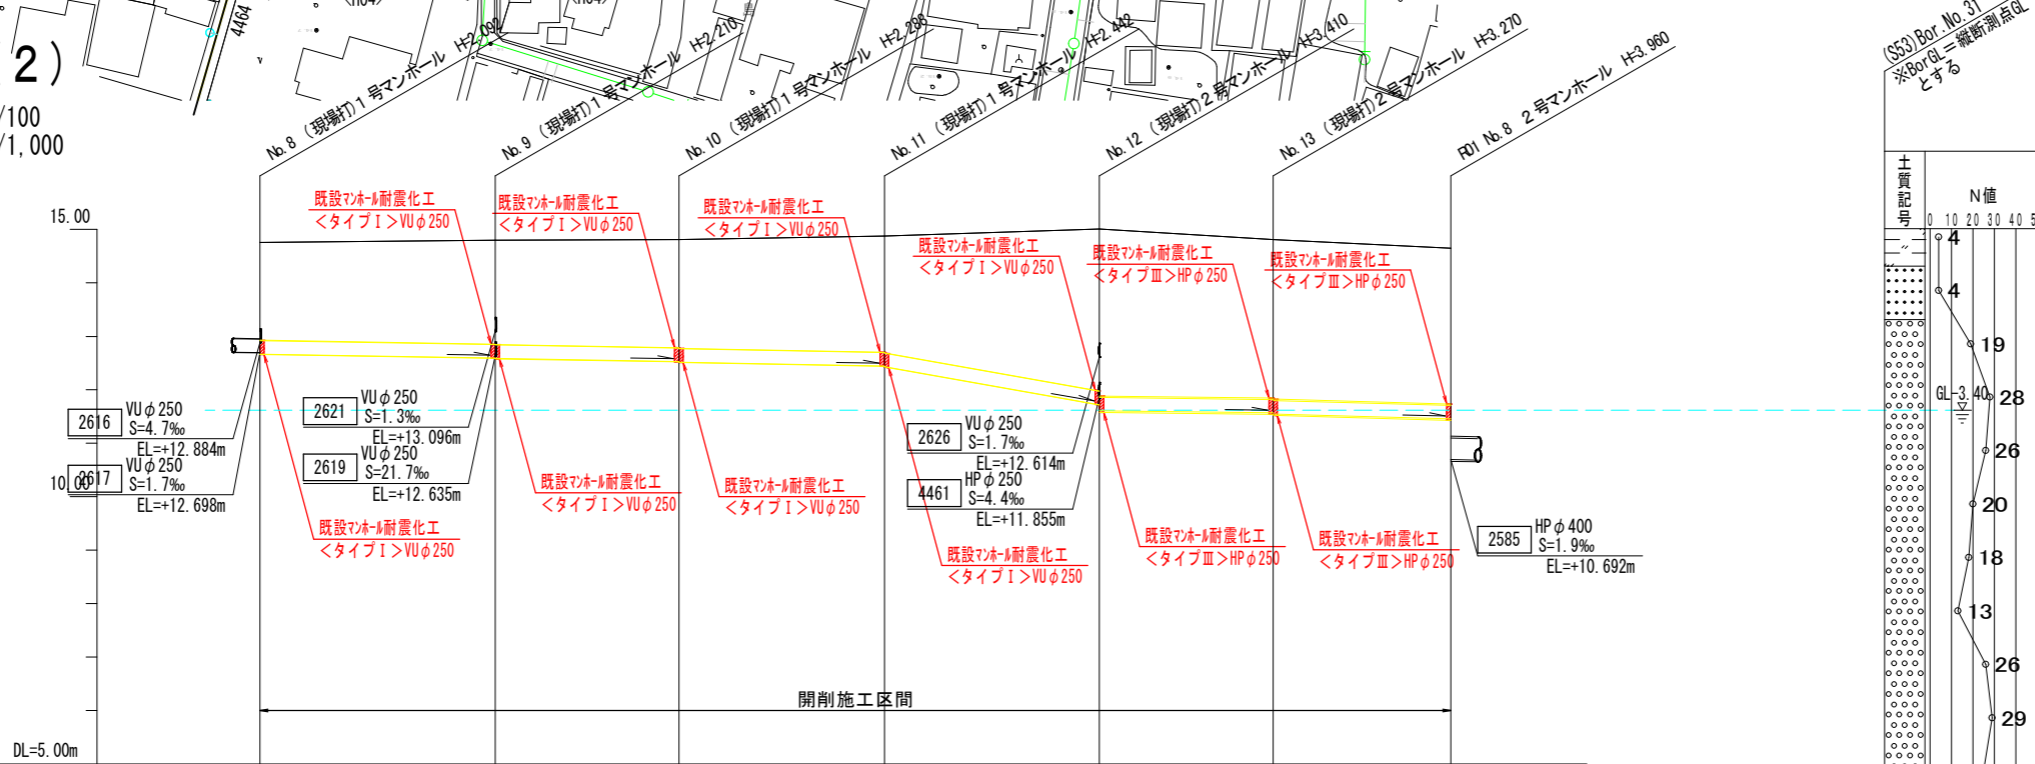 2)
/100
/1,000
4464
No.8 (現場打)1号マンホール H=2.092
No.9 (現場打)1号マンホール H=2.210
No.10 (現場打)1号マンホール H=2.288
No.11 (現場打)1号マンホール H=2.442
No.12 (現場打)2号マンホール H=3.410
No.13 (現場打)2号マンホール H=3.270
F01 No.8 2号マンホール H=3.960
(S53)Bor.No.31
※BorGL=縦断測点GL
とする
土質記号
N値
0 10 20 30 40 5
15.00
10.00
DL=5.00m
既設マンホール耐震化工
<タイプⅠ>VUφ250
既設マンホール耐震化工
<タイプⅠ>VUφ250
既設マンホール耐震化工
<タイプⅠ>VUφ250
既設マンホール耐震化工
<タイプⅠ>VUφ250
既設マンホール耐震化工
<タイプⅢ>HPφ250
既設マンホール耐震化工
<タイプⅢ>HPφ250
2616 VUφ250
S=4.7‰
EL=+12.884m
2617 VUφ250
S=1.7‰
EL=+12.698m
2621 VUφ250
S=1.3‰
EL=+13.096m
2619 VUφ250
S=21.7‰
EL=+12.635m
2626 VUφ250
S=1.7‰
EL=+12.614m
4461 HPφ250
S=4.4‰
EL=+11.855m
2585 HPφ400
S=1.9‰
EL=+10.692m
既設マンホール耐震化工
<タイプⅠ>VUφ250
既設マンホール耐震化工
<タイプⅠ>VUφ250
既設マンホール耐震化工
<タイプⅠ>VUφ250
既設マンホール耐震化工
<タイプⅠ>VUφ250
既設マンホール耐震化工
<タイプⅢ>HPφ250
既設マンホール耐震化工
<タイプⅢ>HPφ250
開削施工区間
GL-3.40
4
4
19
28
26
20
18
13
26
29